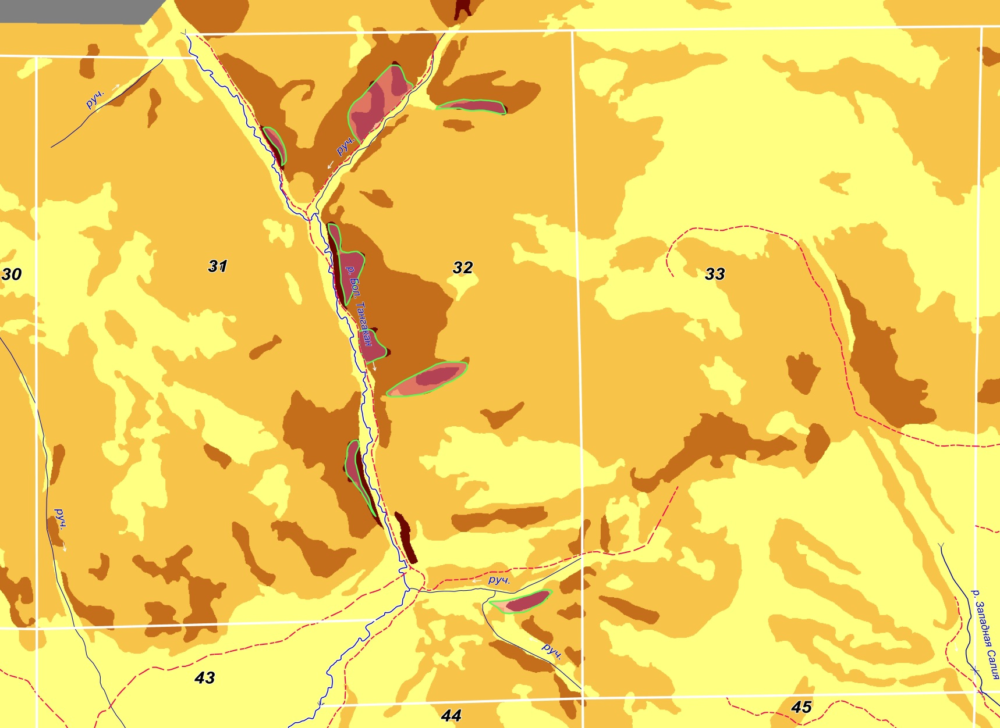 руч.
руч.
30
31
32
33
р. Бол. Тангакан
руч.
руч.
руч.
р. Западная Салия
43
44
45